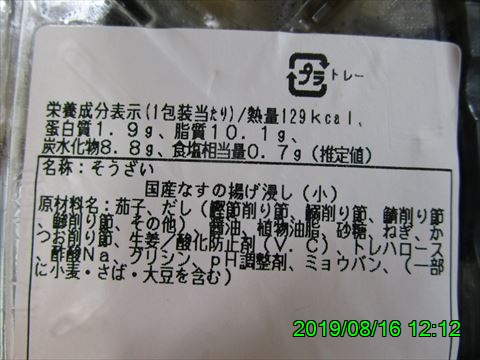 プラ トレー
栄養成分表示(1包装当たり)/熱量129kcal、
蛋白質1.9g、脂質10.1g、
炭水化物8.8g、食塩相当量0.7g(推定値)
名称:そうざい
国産なすの揚げ浸し(小)
原材料名:茄子、だし(鰹節削り節、鰯削り節、鯖削り節
、鰺削り節、その他)、醤油、植物油脂、砂糖、ねぎ、か
つお削り節、生姜/酸化防止剤(V.C)、トレハロース
、酢酸Na、グリシン、pH調整剤、ミョウバン、(一部
に小麦・さば・大豆を含む)
2019/08/16 12:12